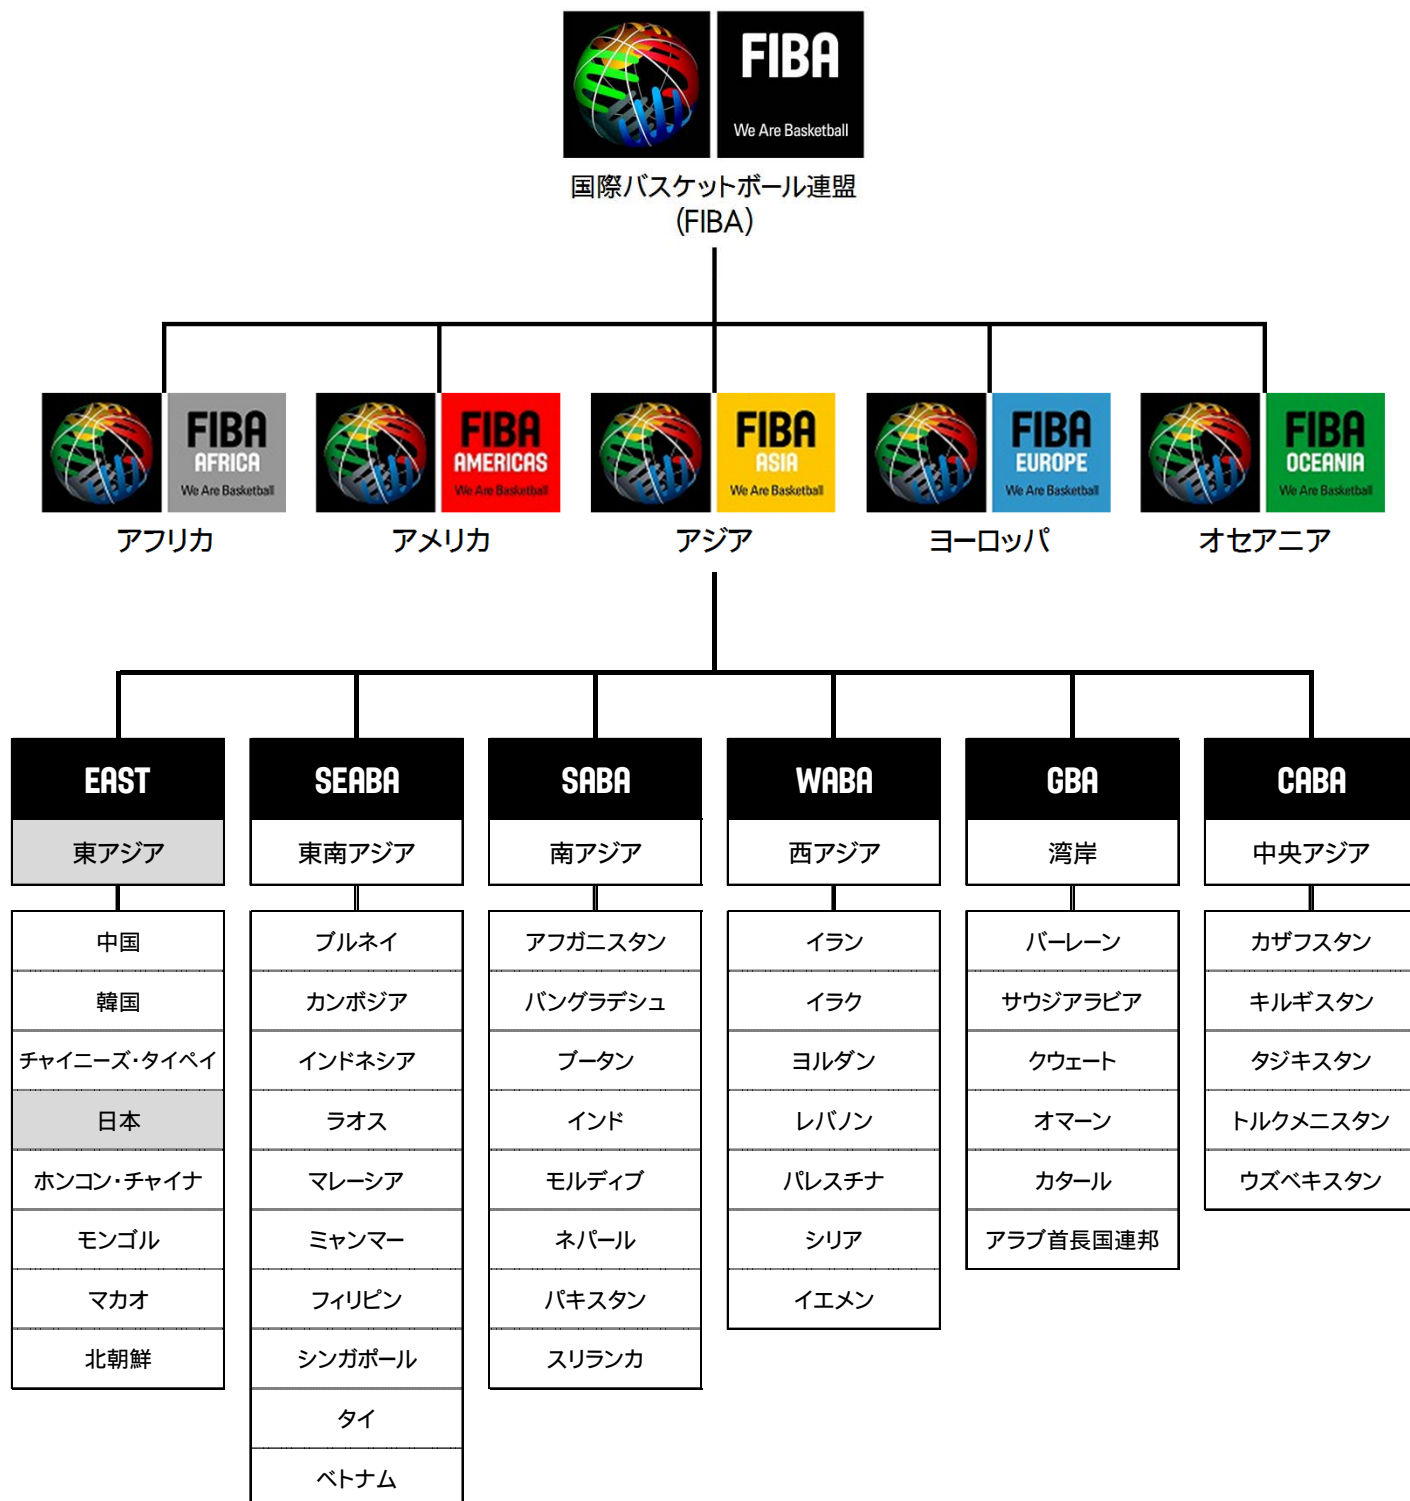 FIBA
We Are Basketball
国際バスケットボール連盟
(FIBA)
FIBA
AFRICA
We Are Basketball
アフリカ
FIBA
AMERICAS
We Are Basketball
アメリカ
FIBA
ASIA
We Are Basketball
アジア
FIBA
EUROPE
We Are Basketball
ヨーロッパ
FIBA
OCEANIA
We Are Basketball
オセアニア
EAST
東アジア
中国
韓国
チャイニーズ・タイペイ
日本
ホンコン・チャイナ
モンゴル
マカオ
北朝鮮
SEABA
東南アジア
ブルネイ
カンボジア
インドネシア
ラオス
マレーシア
ミャンマー
フィリピン
シンガポール
タイ
ベトナム
SABA
南アジア
アフガニスタン
バングラデシュ
ブータン
インド
モルディブ
ネパール
パキスタン
スリランカ
WABA
西アジア
イラン
イラク
ヨルダン
レバノン
パレスチナ
シリア
イエメン
GBA
湾岸
バーレーン
サウジアラビア
クウェート
オマーン
カタール
アラブ首長国連邦
CABA
中央アジア
カザフスタン
キルギスタン
タジキスタン
トルクメニスタン
ウズベキスタン